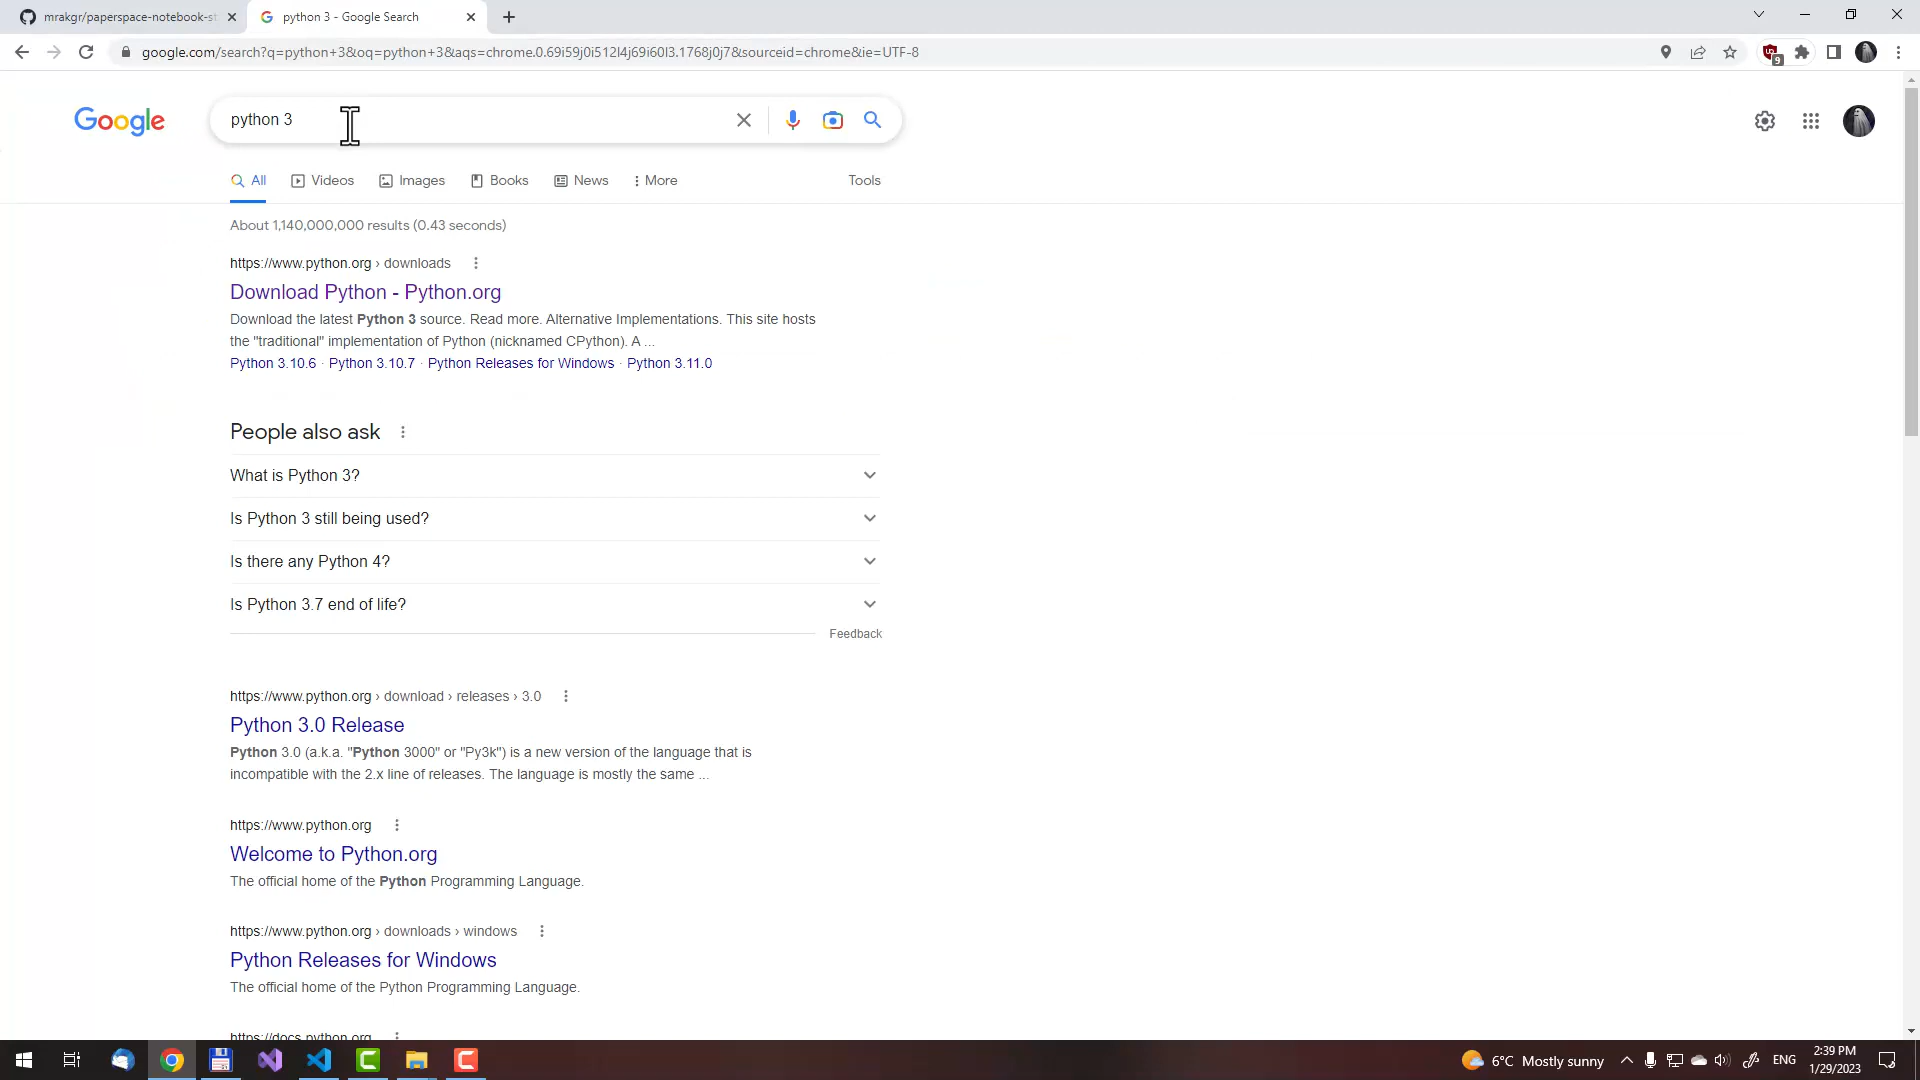 mrakgr/paperspace-notebook-st
python 3 - Google Search
google.com/search?q=python+3&oq=python+3&aqs=chrome.0.69i59j0i512l4j69i60l3.1768j0j7&sourceid=chrome&ie=UTF-8
9
Google
python 3
All
Videos
Images
Books
News
More
Tools
About 1,140,000,000 results (0.43 seconds)
https://www.python.org › downloads
Download Python - Python.org
Download the latest Python 3 source. Read more. Alternative Implementations. This site hosts
the "traditional" implementation of Python (nicknamed CPython). A ...
Python 3.10.6 · Python 3.10.7 · Python Releases for Windows · Python 3.11.0
People also ask
What is Python 3?
Is Python 3 still being used?
Is there any Python 4?
Is Python 3.7 end of life?
Feedback
https://www.python.org › download › releases › 3.0
Python 3.0 Release
Python 3.0 (a.k.a. "Python 3000" or "Py3k") is a new version of the language that is
incompatible with the 2.x line of releases. The language is mostly the same ...
https://www.python.org
Welcome to Python.org
The official home of the Python Programming Language.
https://www.python.org › downloads › windows
Python Releases for Windows
The official home of the Python Programming Language.
https://docs.python.org
6°C Mostly sunny
ENG
2:39 PM
1/29/2023